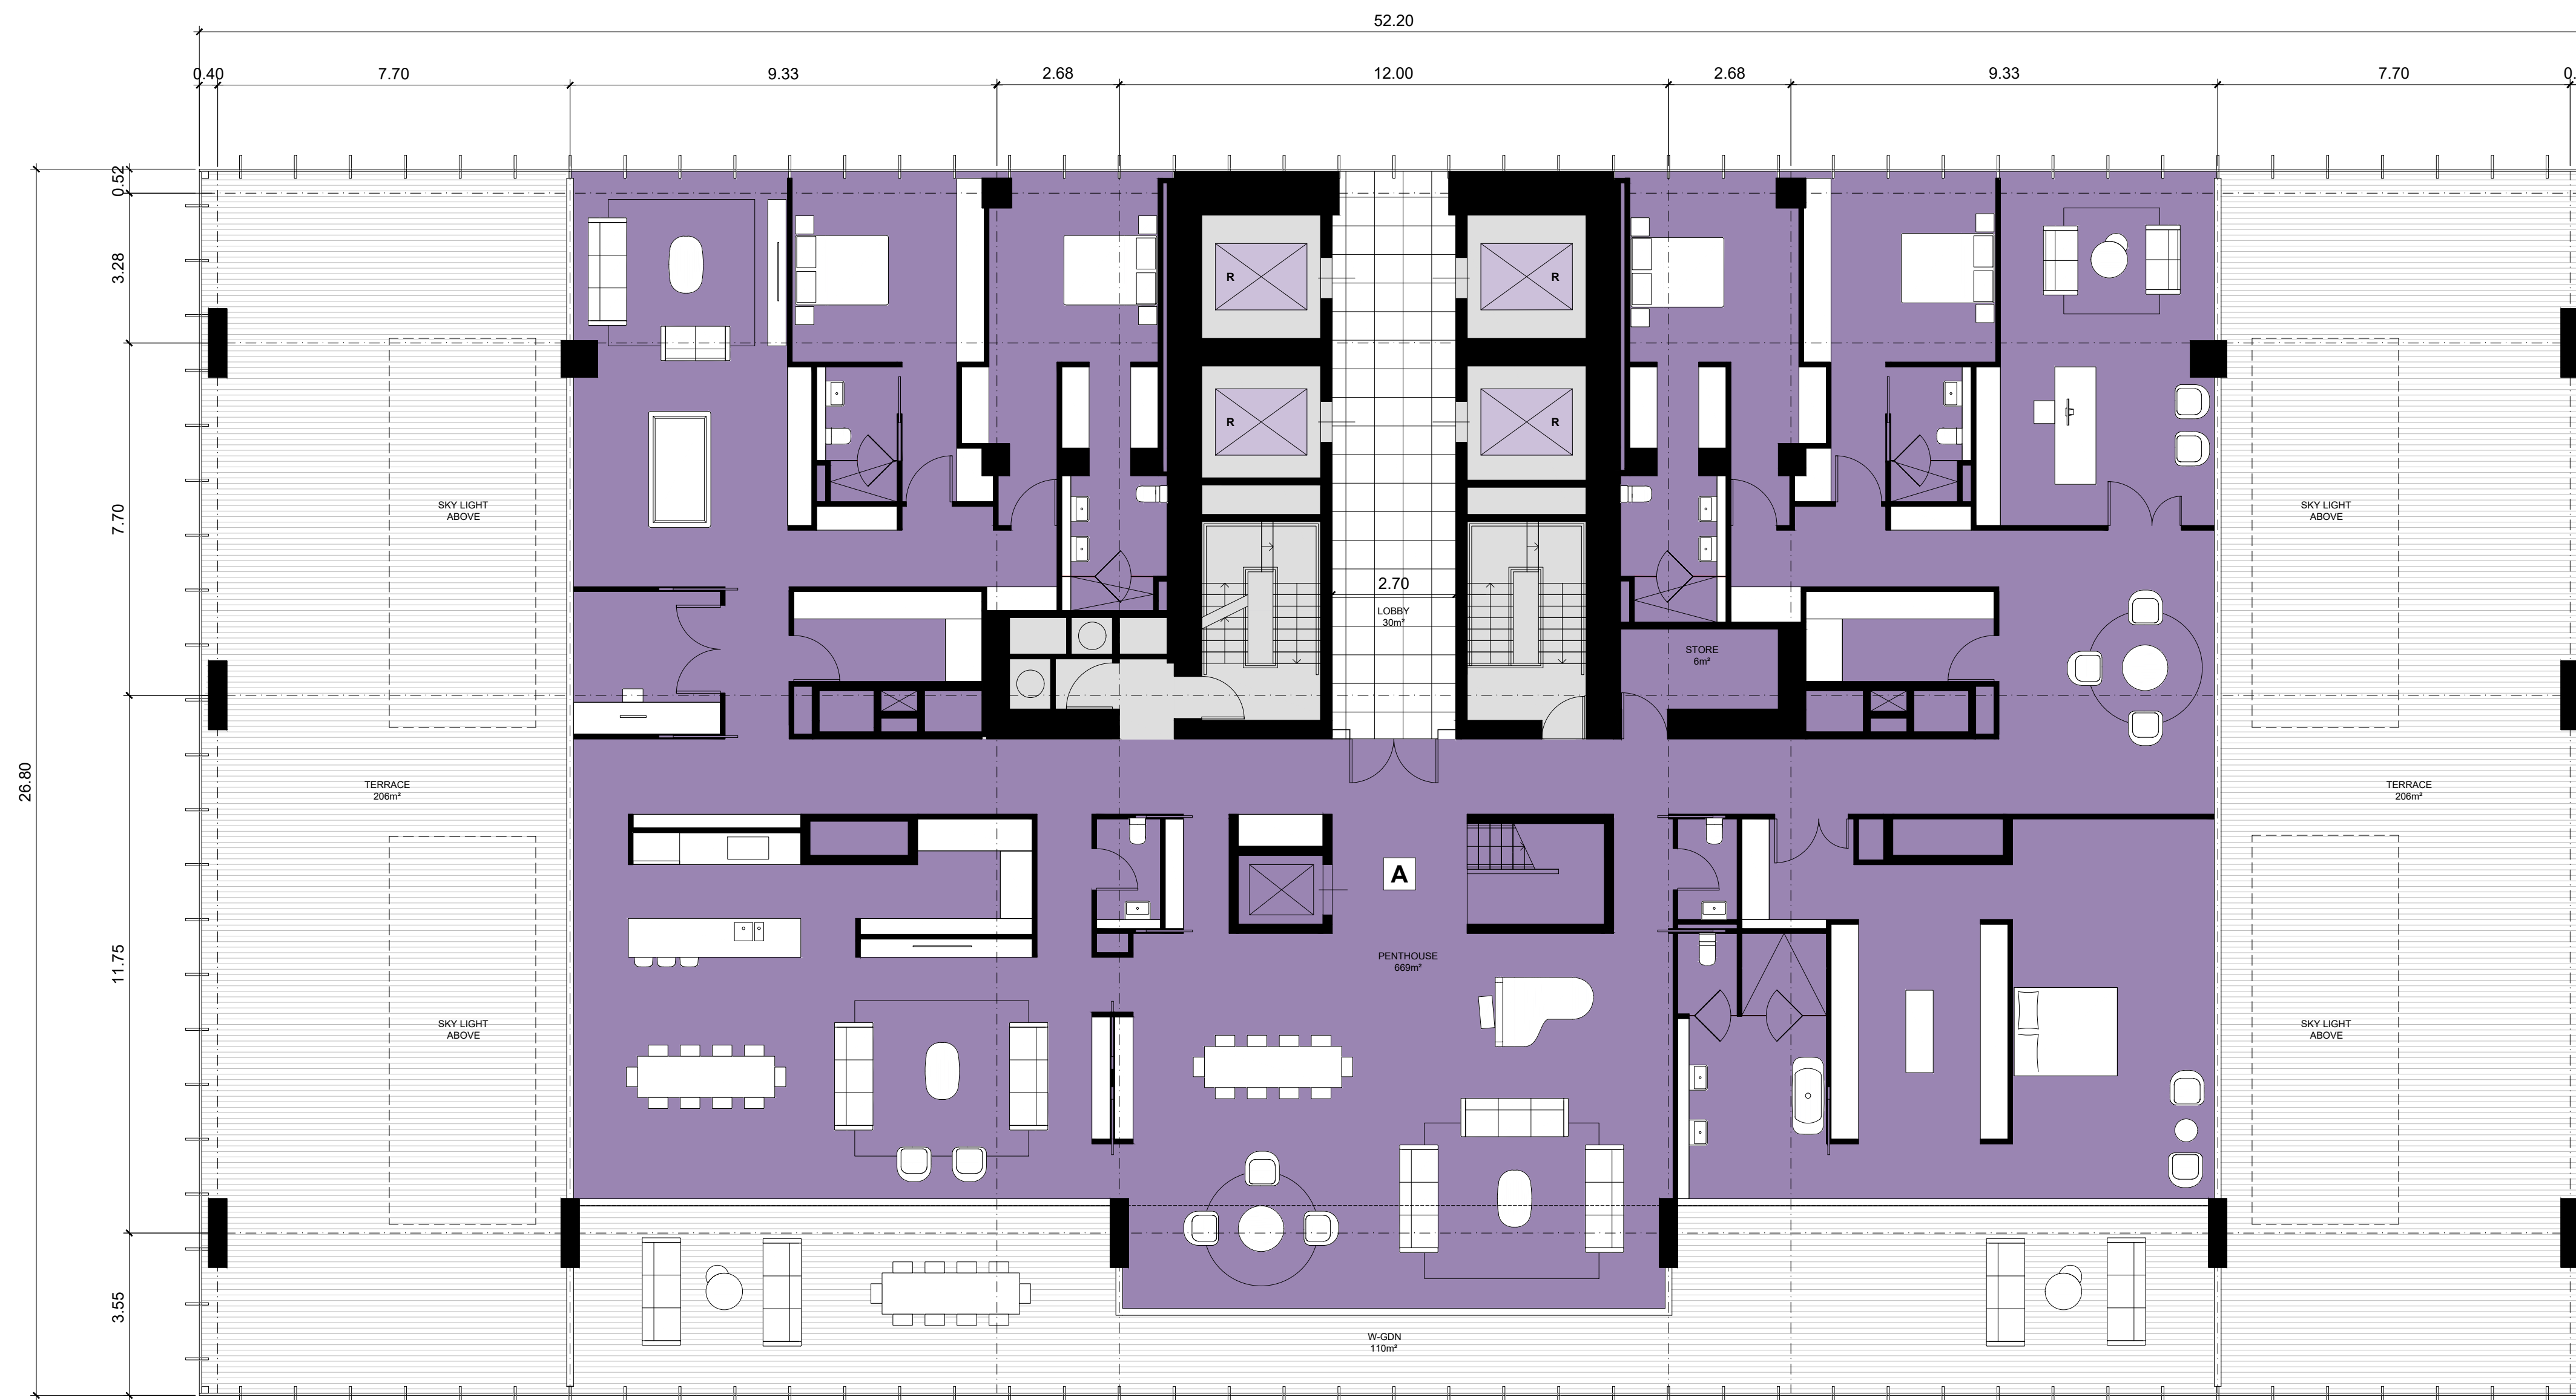 52.20
0.40 7.70 9.33 2.68 12.00 2.68 9.33 7.70 0.
0.52
3.28
7.70
11.75
3.55
26.80
R R
R R
SKY LIGHT
ABOVE
SKY LIGHT
ABOVE
2.70
LOBBY
30m²
STORE
6m²
TERRACE
206m²
TERRACE
206m²
A
PENTHOUSE
669m²
SKY LIGHT
ABOVE
SKY LIGHT
ABOVE
W-GDN
110m²